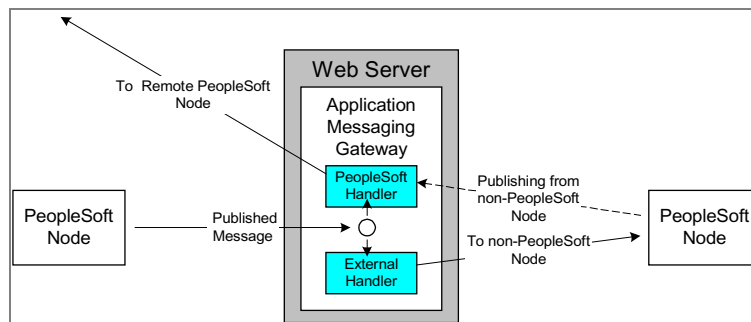 Web Server
To Remote PeopleSoft
Node
Application
Messaging
Gateway
PeopleSoft
Handler
Publishing from
non-PeopleSoft
Node
PeopleSoft
Node
Published
Message
PeopleSoft
Node
To non-PeopleSoft
Node
External
Handler